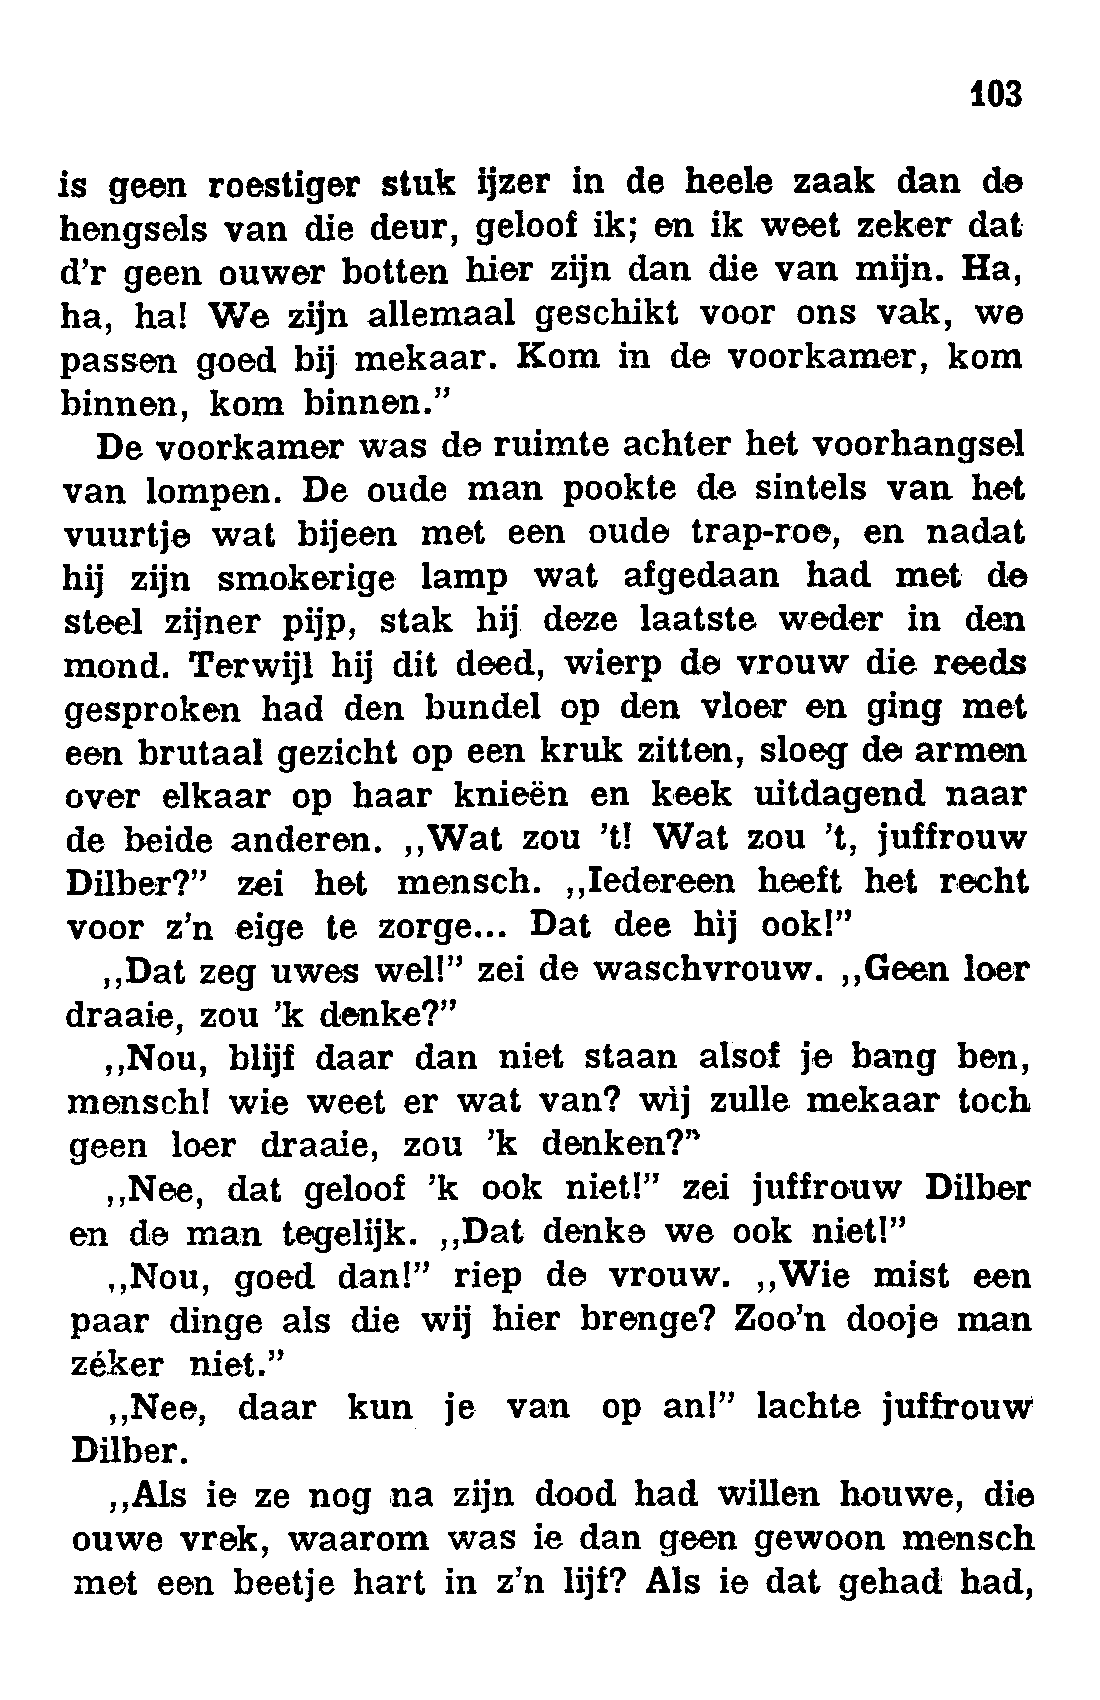 103
is geen roestiger stuk ijzer in de heele zaak dan de
hengsels van die deur, geloof ik; en ik weet zeker dat
d’r geen ouwer botten hier zijn dan die van mijn. Ha,
ha, ha! We zijn allemaal geschikt voor ons vak, we
passen goed bij mekaar. Kom in de voorkamer, kom
binnen, kom binnen.”
De voorkamer was de ruimte achter het voorhangsel
van lompen. De oude man pookte de sintels van het
vuurtje wat bijeen met een oude trap-roe, en nadat
hij zijn smokerige lamp wat afgedaan had met de
steel zijner pijp, stak hij deze laatste weder in den
mond. Terwijl hij dit deed, wierp de vrouw die reeds
gesproken had den bundel op den vloer en ging met
een brutaal gezicht op een kruk zitten, sloeg de armen
over elkaar op haar knieën en keek uitdagend naar
de beide anderen. ,,Wat zou ’t! Wat zou ’t, juffrouw
Dilber?” zei het mensch. ,,Iedereen heeft het recht
voor z’n eige te zorge... Dat dee hij ook!”
,,Dat zeg uwes wel!” zei de waschvrouw. ,,Geen loer
draaie, zou ’k denke?”
,,Nou, blijf daar dan niet staan alsof je bang ben,
mensch! wie weet er wat van? wij zulle mekaar toch
geen loer draaie, zou ’k denken?”
,,Nee, dat geloof ’k ook niet!” zei juffrouw Dilber
en de man tegelijk. ,,Dat denke we ook niet!”
,,Nou, goed dan!” riep de vrouw. ,,Wie mist een
paar dinge als die wij hier brenge? Zoo’n dooje man
zéker niet.”
,,Nee, daar kun je van op an!” lachte juffrouw
Dilber.
,,Als ie ze nog na zijn dood had willen houwe, die
ouwe vrek, waarom was ie dan geen gewoon mensch
met een beetje hart in z’n lijf? Als ie dat gehad had,